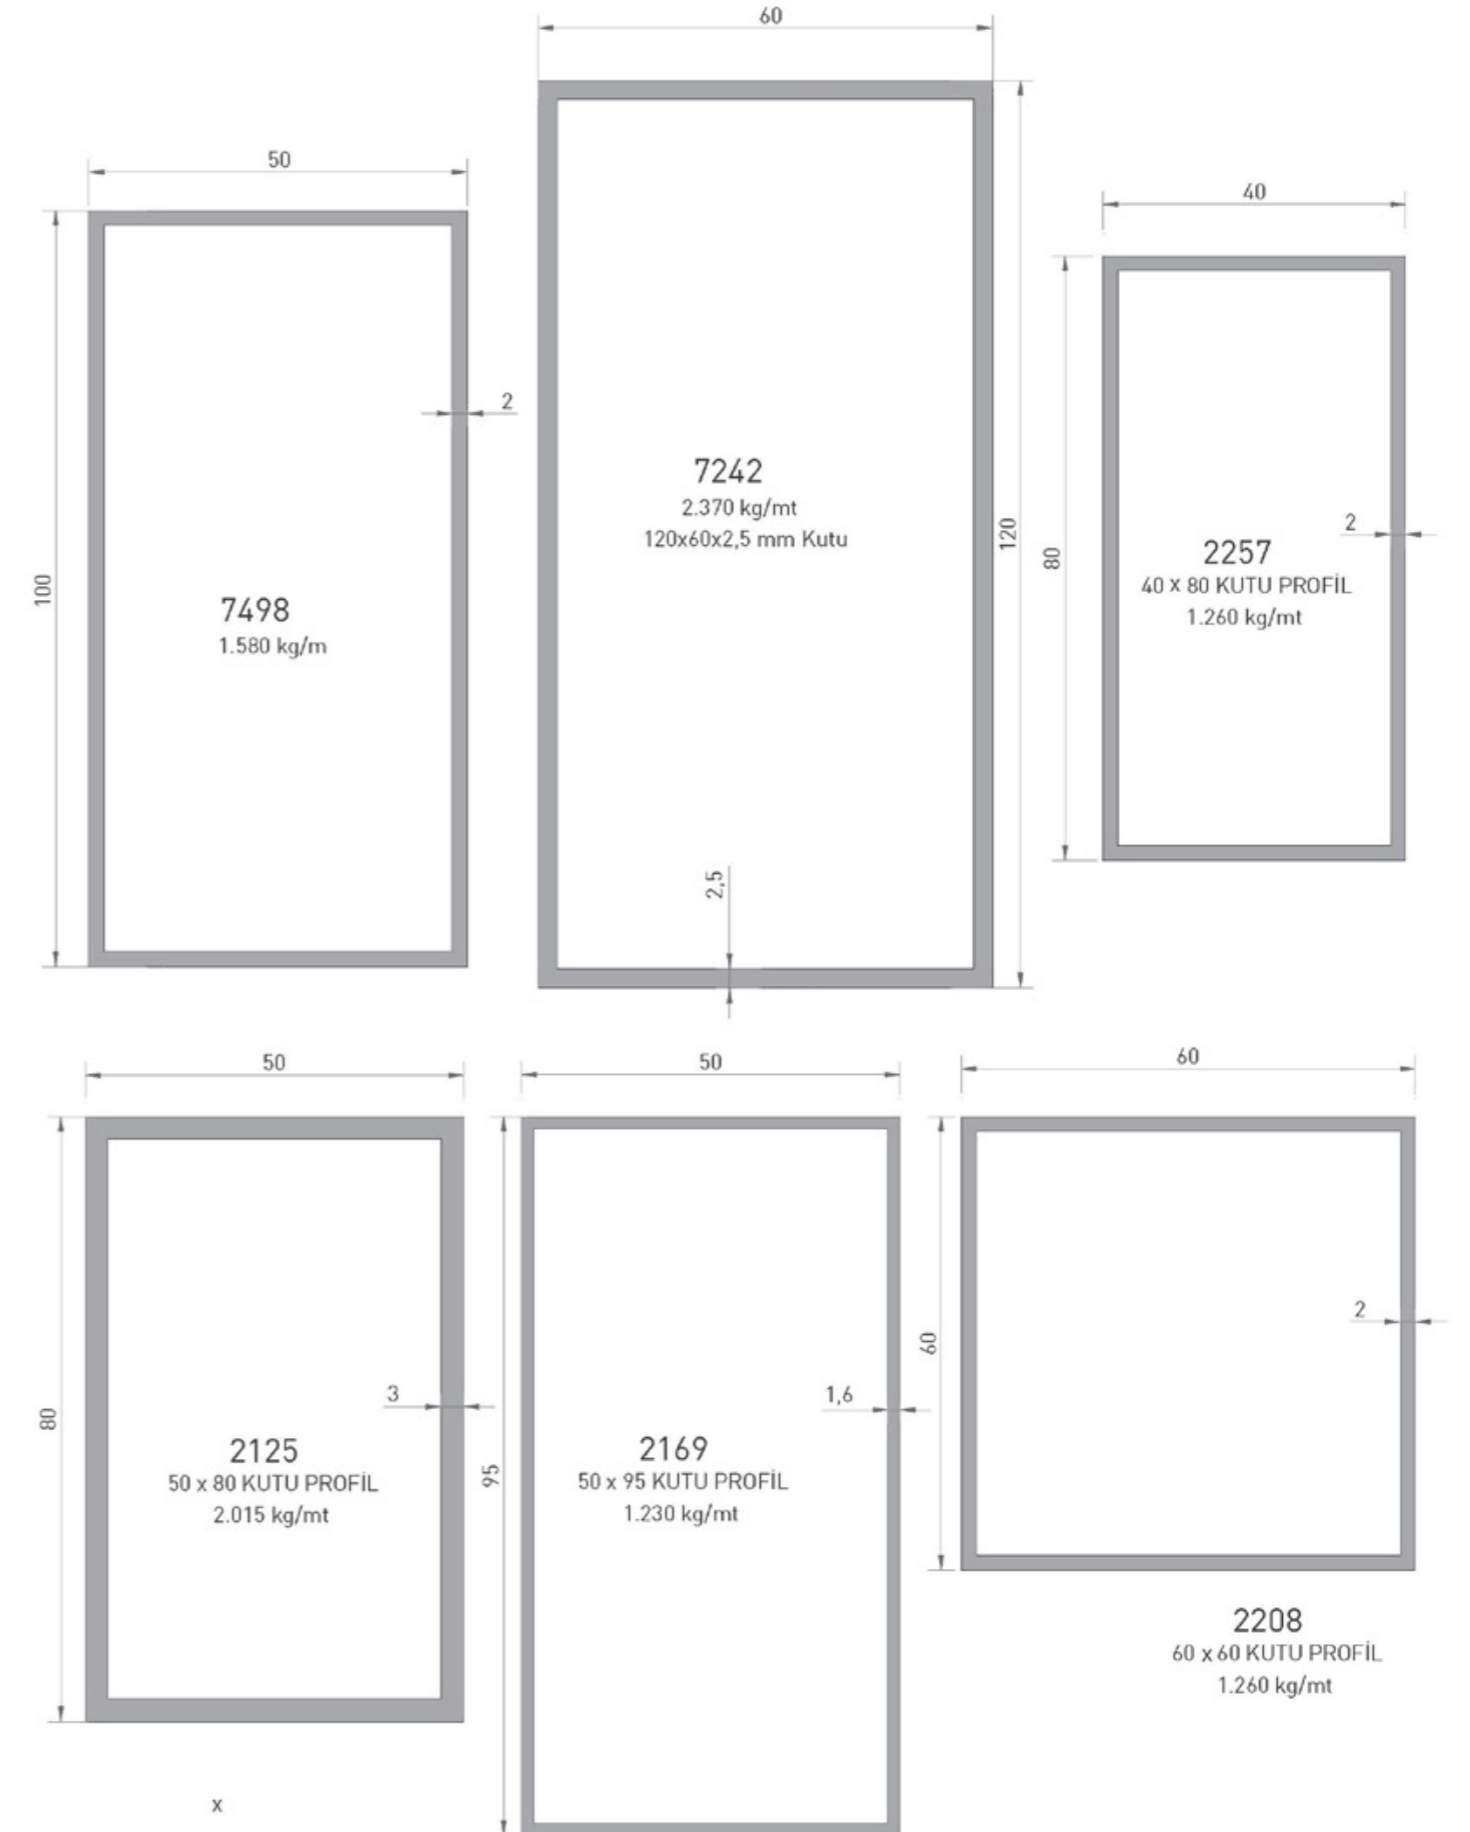 60
50
40
2
7242
2.370 kg/mt
120x60x2,5 mm Kutu
120
80
2
2257
40 x 80 KUTU PROFİL
1.260 kg/mt
100
7498
1.580 kg/m
2,5
50
50
60
3
80
2125
50 x 80 KUTU PROFİL
2.015 kg/mt
1,6
95
2169
50 x 95 KUTU PROFİL
1.230 kg/mt
2
60
2208
60 x 60 KUTU PROFİL
1.260 kg/mt
x